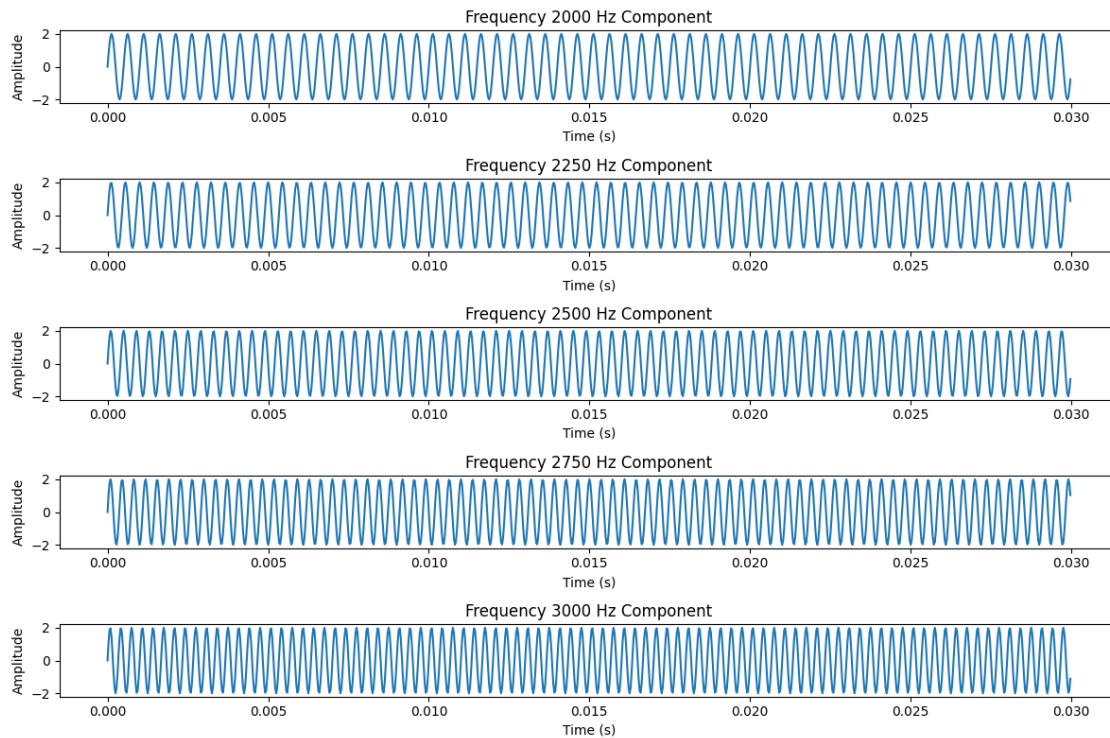 Frequency 2000 Hz Component
Amplitude
2
0
−2
0.000 0.005 0.010 0.015 0.020 0.025 0.030
Time (s)
Frequency 2250 Hz Component
Amplitude
2
0
−2
0.000 0.005 0.010 0.015 0.020 0.025 0.030
Time (s)
Frequency 2500 Hz Component
Amplitude
2
0
−2
0.000 0.005 0.010 0.015 0.020 0.025 0.030
Time (s)
Frequency 2750 Hz Component
Amplitude
2
0
−2
0.000 0.005 0.010 0.015 0.020 0.025 0.030
Time (s)
Frequency 3000 Hz Component
Amplitude
2
0
−2
0.000 0.005 0.010 0.015 0.020 0.025 0.030
Time (s)